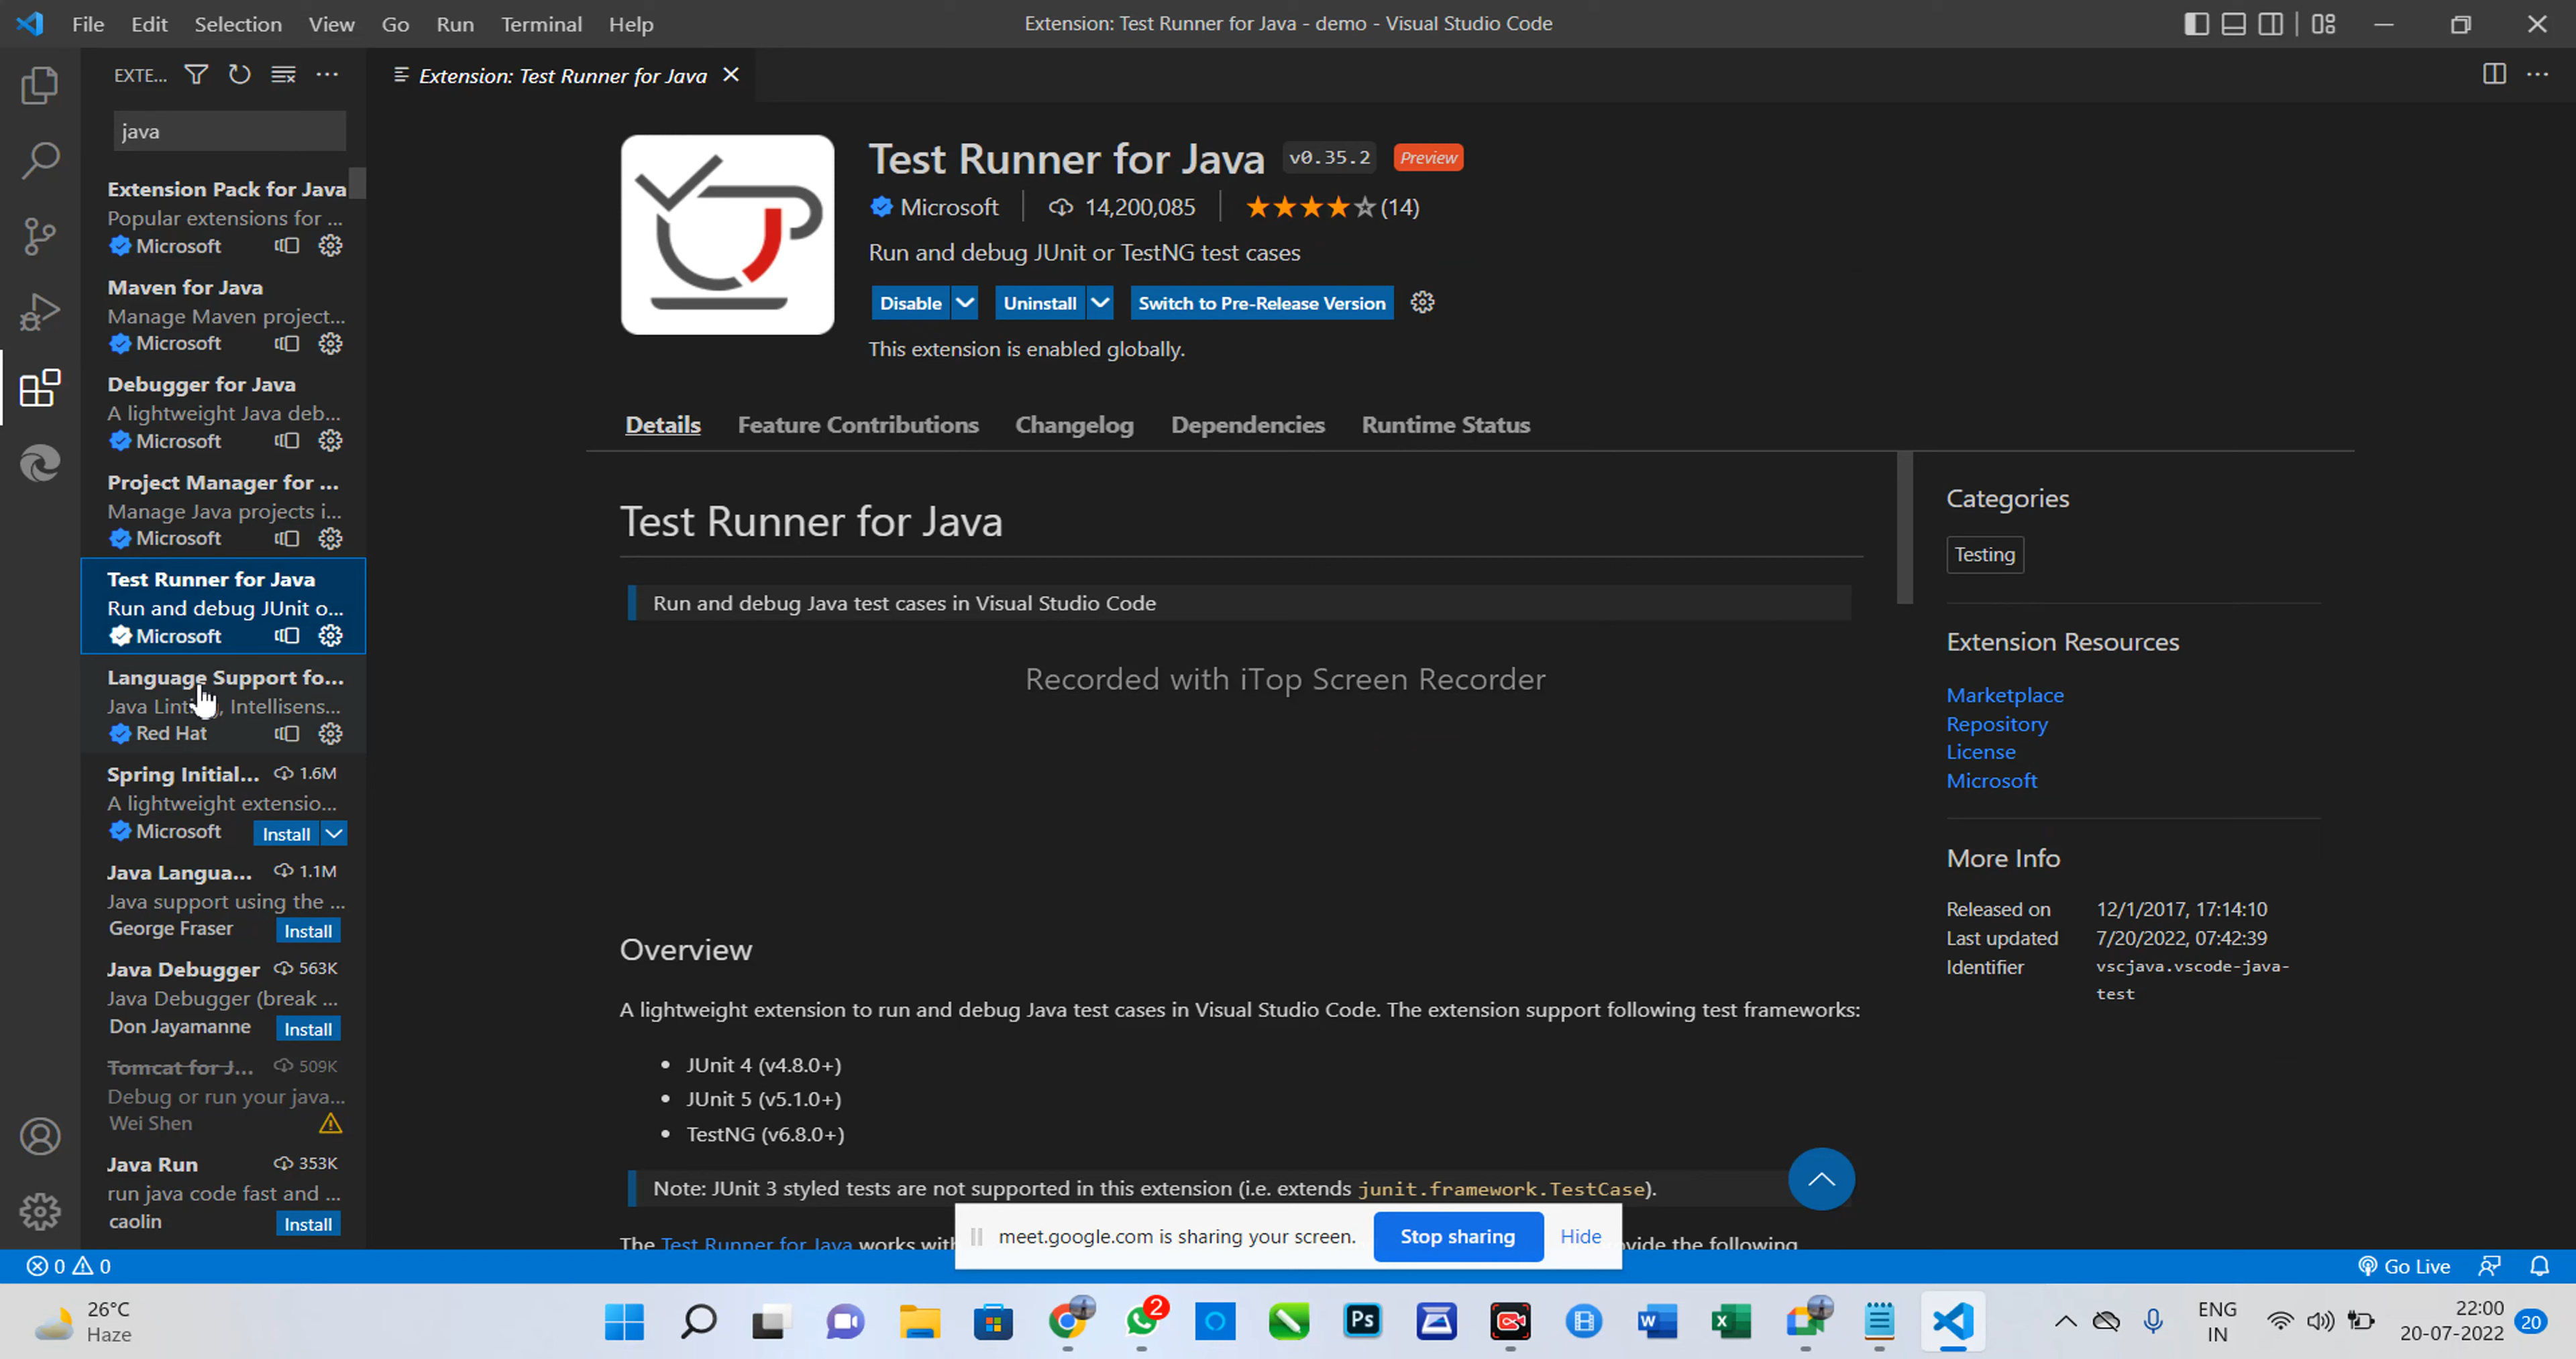 File Edit Selection View Go Run Terminal Help
Extension: Test Runner for Java - demo - Visual Studio Code
EXTE...
Extension: Test Runner for Java
java
Extension Pack for Java
Popular extensions for ...
Microsoft
Maven for Java
Manage Maven project...
Microsoft
Debugger for Java
A lightweight Java deb...
Microsoft
Project Manager for ...
Manage Java projects i...
Microsoft
Test Runner for Java
Run and debug JUnit o...
Microsoft
Language Support fo...
Java Linting, Intellisens...
Red Hat
Spring Initial... 1.6M
A lightweight extensio...
Microsoft Install
Java Langua... 1.1M
Java support using the ...
George Fraser Install
Java Debugger 563K
Java Debugger (break ...
Don Jayamanne Install
Tomcat for J... 509K
Debug or run your java...
Wei Shen
Java Run 353K
run java code fast and ...
caolin Install
Test Runner for Java v0.35.2 Preview
Microsoft 14,200,085 (14)
Run and debug JUnit or TestNG test cases
Disable Uninstall Switch to Pre-Release Version
This extension is enabled globally.
Details Feature Contributions Changelog Dependencies Runtime Status
Test Runner for Java
Run and debug Java test cases in Visual Studio Code
Recorded with iTop Screen Recorder
Overview
A lightweight extension to run and debug Java test cases in Visual Studio Code. The extension support following test frameworks:
JUnit 4 (v4.8.0+)
JUnit 5 (v5.1.0+)
TestNG (v6.8.0+)
Note: JUnit 3 styled tests are not supported in this extension (i.e. extends junit.framework.TestCase).
The Test Runner for Java works with
the following
Categories
Testing
Extension Resources
Marketplace
Repository
License
Microsoft
More Info
Released on 12/1/2017, 17:14:10
Last updated 7/20/2022, 07:42:39
Identifier vscjava.vscode-java-
test
meet.google.com is sharing your screen. Stop sharing Hide
0 0
Go Live
26°C
Haze
2
Ps
ENG
IN
22:00
20-07-2022
20